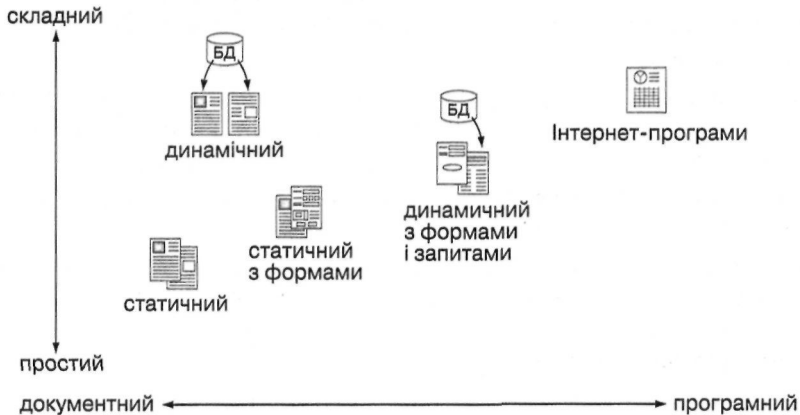 складний
БД
динамічний
БД
Інтернет-програми
динамичний
з формами
і запитами
статичний
з формами
статичний
простий
документний
програмний